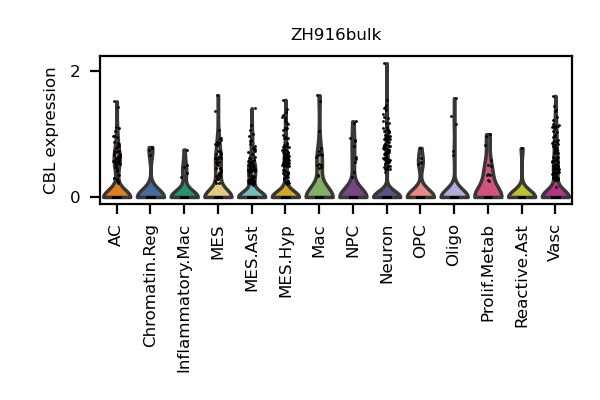 ZH916bulk
CBL expression
2
0
AC
Chromatin.Reg
Inflammatory.Mac
MES
MES.Ast
MES.Hyp
Mac
NPC
Neuron
OPC
Oligo
Prolif.Metab
Reactive.Ast
Vasc